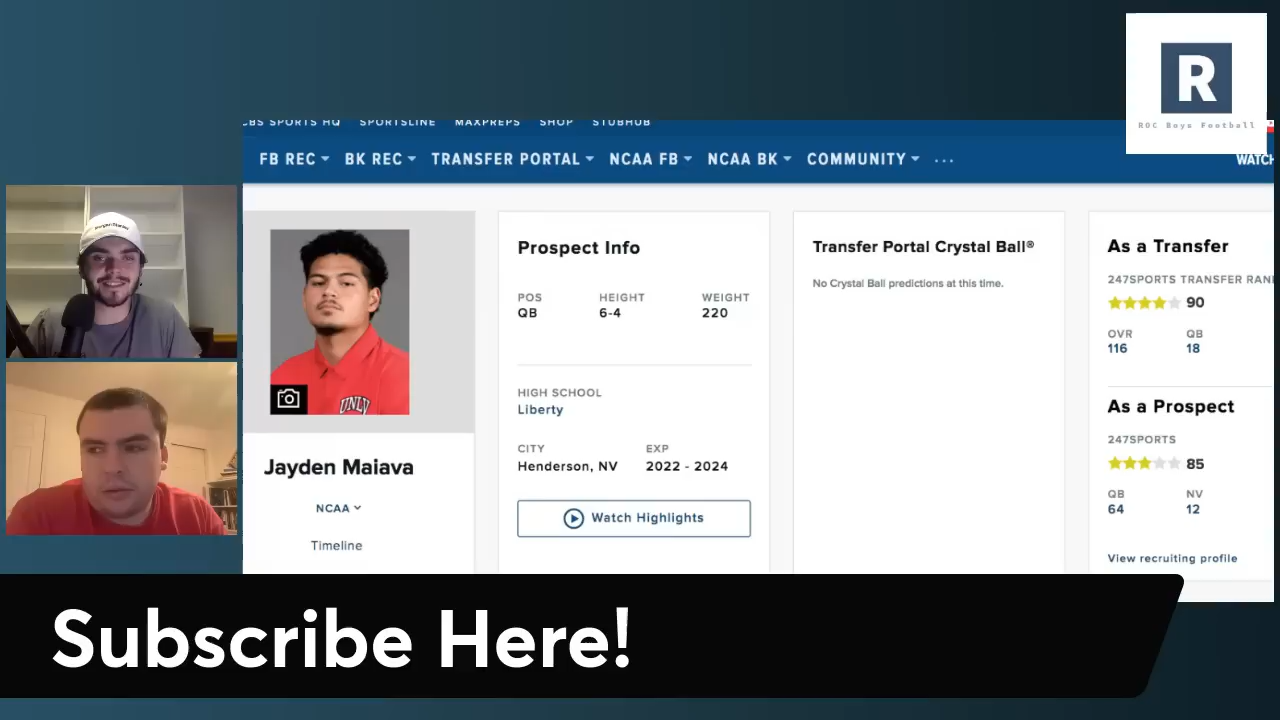 R
ROC Boys Football
CBS SPORTS HQ SPORTSLINE MAXPREPS SHOP STUBHUB
FB REC BK REC TRANSFER PORTAL NCAA FB NCAA BK COMMUNITY ... WATCH
UNLV
Jayden Maiava
NCAA
Timeline
Prospect Info
POS HEIGHT WEIGHT
QB 6-4 220
HIGH SCHOOL
Liberty
CITY EXP
Henderson, NV 2022 - 2024
Watch Highlights
Transfer Portal Crystal Ball®
No Crystal Ball predictions at this time.
As a Transfer
247SPORTS TRANSFER RAN
90
OVR QB
116 18
As a Prospect
247SPORTS
85
QB NV
64 12
View recruiting profile
Subscribe Here!